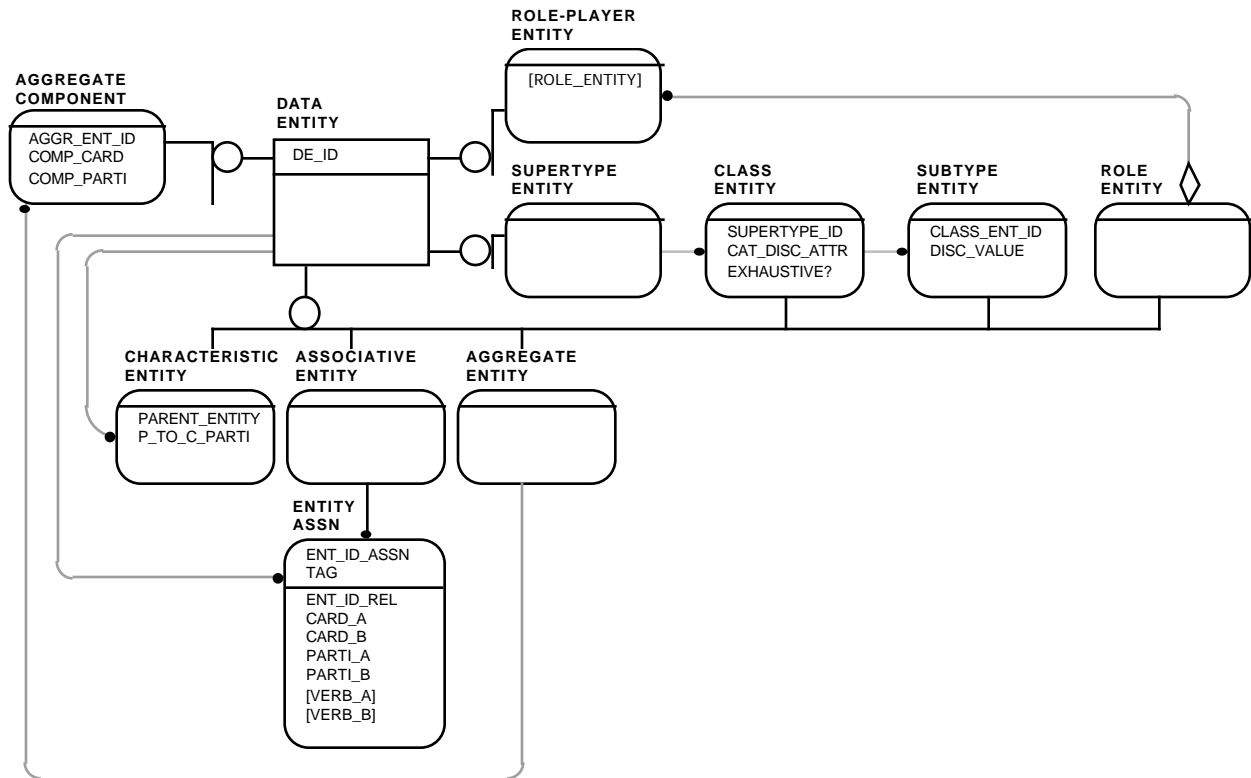 ROLE-PLAYER
ENTITY
[ROLE_ENTITY]
AGGREGATE
COMPONENT
AGGR_ENT_ID
COMP_CARD
COMP_PARTI
DATA
ENTITY
DE_ID
SUPERTYPE
ENTITY
CLASS
ENTITY
SUPERTYPE_ID
CAT_DISC_ATTR
EXHAUSTIVE?
SUBTYPE
ENTITY
CLASS_ENT_ID
DISC_VALUE
ROLE
ENTITY
CHARACTERISTIC
ENTITY
PARENT_ENTITY
P_TO_C_PARTI
ASSOCIATIVE
ENTITY
AGGREGATE
ENTITY
ENTITY
ASSN
ENT_ID_ASSN
TAG
ENT_ID_REL
CARD_A
CARD_B
PARTI_A
PARTI_B
[VERB_A]
[VERB_B]